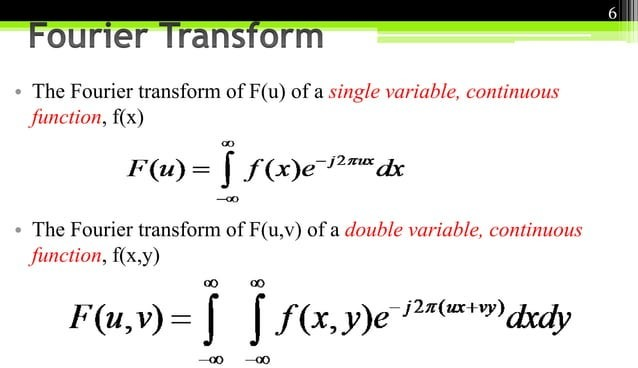 6
Fourier Transform
• The Fourier transform of F(u) of a single variable, continuous
function, f(x)
F(u) = ∫_{-∞}^{∞} f(x)e^{-j2πux}dx
• The Fourier transform of F(u,v) of a double variable, continuous
function, f(x,y)
F(u,v) = ∫_{-∞}^{∞} ∫_{-∞}^{∞} f(x,y)e^{-j2π(ux+vy)}dxdy